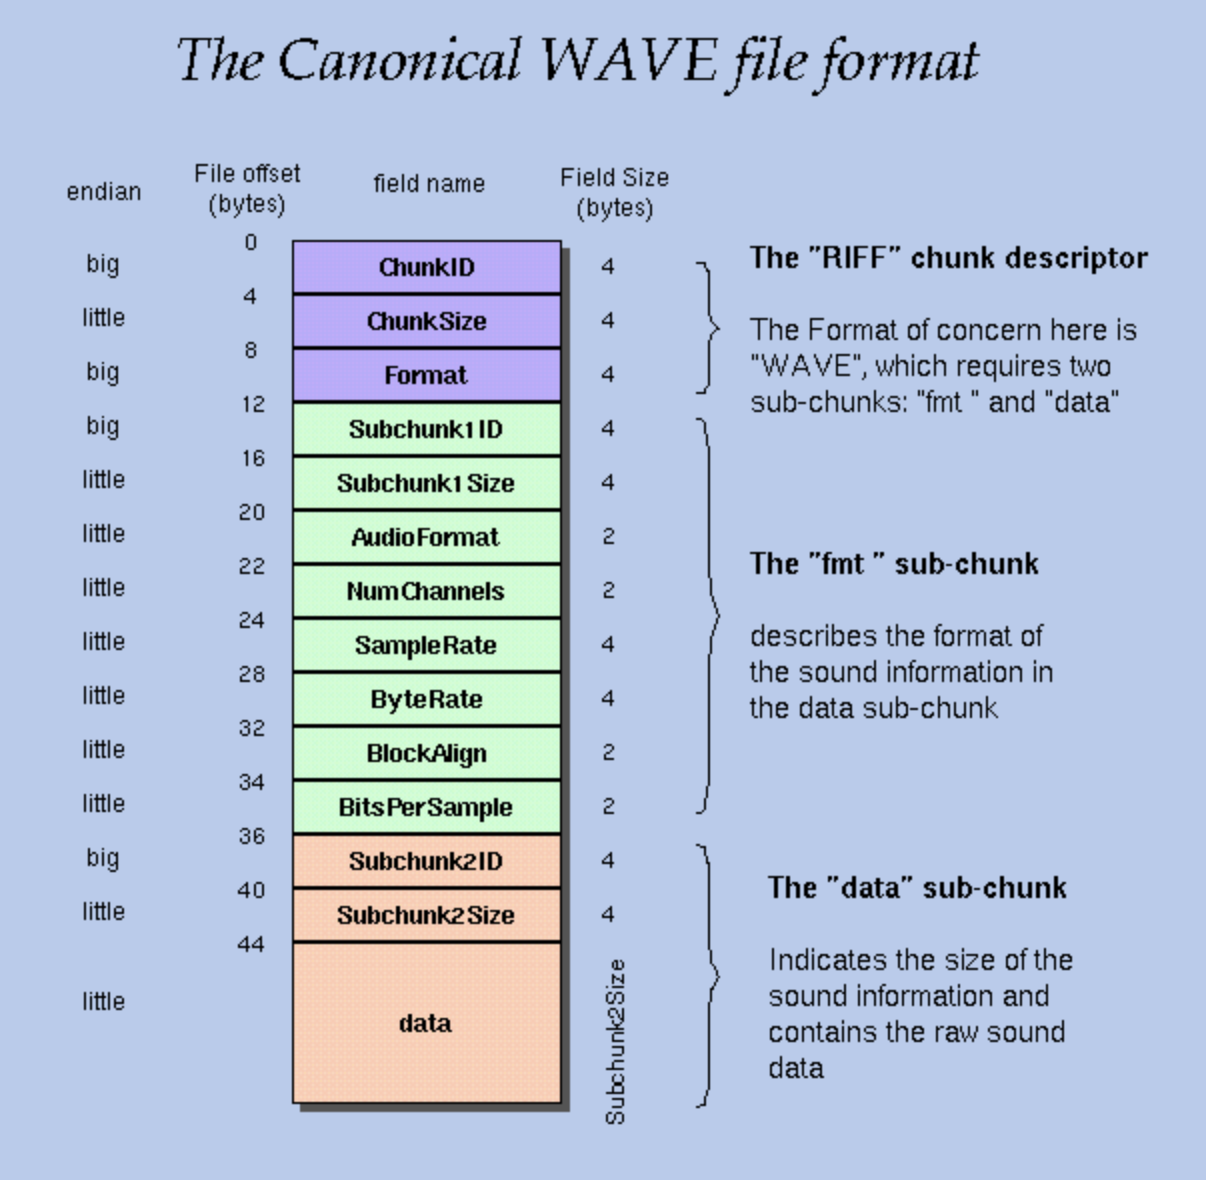 The Canonical WAVE file format
endian
File offset
(bytes)
field name
Field Size
(bytes)
0
big
ChunkID
4
4
little
ChunkSize
4
8
big
Format
4
12
big
Subchunk1ID
4
16
little
Subchunk1Size
4
20
little
AudioFormat
2
22
little
NumChannels
2
24
little
SampleRate
4
28
little
ByteRate
4
32
little
BlockAlign
2
34
little
BitsPerSample
2
36
big
Subchunk2ID
4
40
little
Subchunk2Size
4
44
little
data
Subchunk2Size
The "RIFF" chunk descriptor
The Format of concern here is
"WAVE", which requires two
sub-chunks: "fmt " and "data"
The "fmt " sub-chunk
describes the format of
the sound information in
the data sub-chunk
The "data" sub-chunk
Indicates the size of the
sound information and
contains the raw sound
data